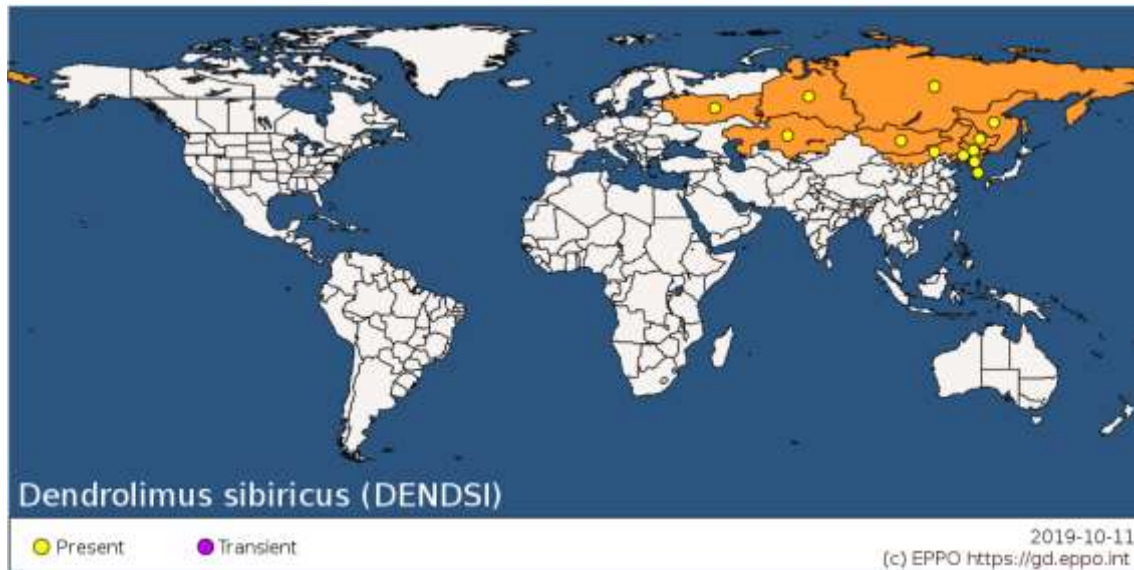 Dendrolimus sibiricus (DENDSI)
Present
Transient
2019-10-11
(c) EPPO https://gd.eppo.int